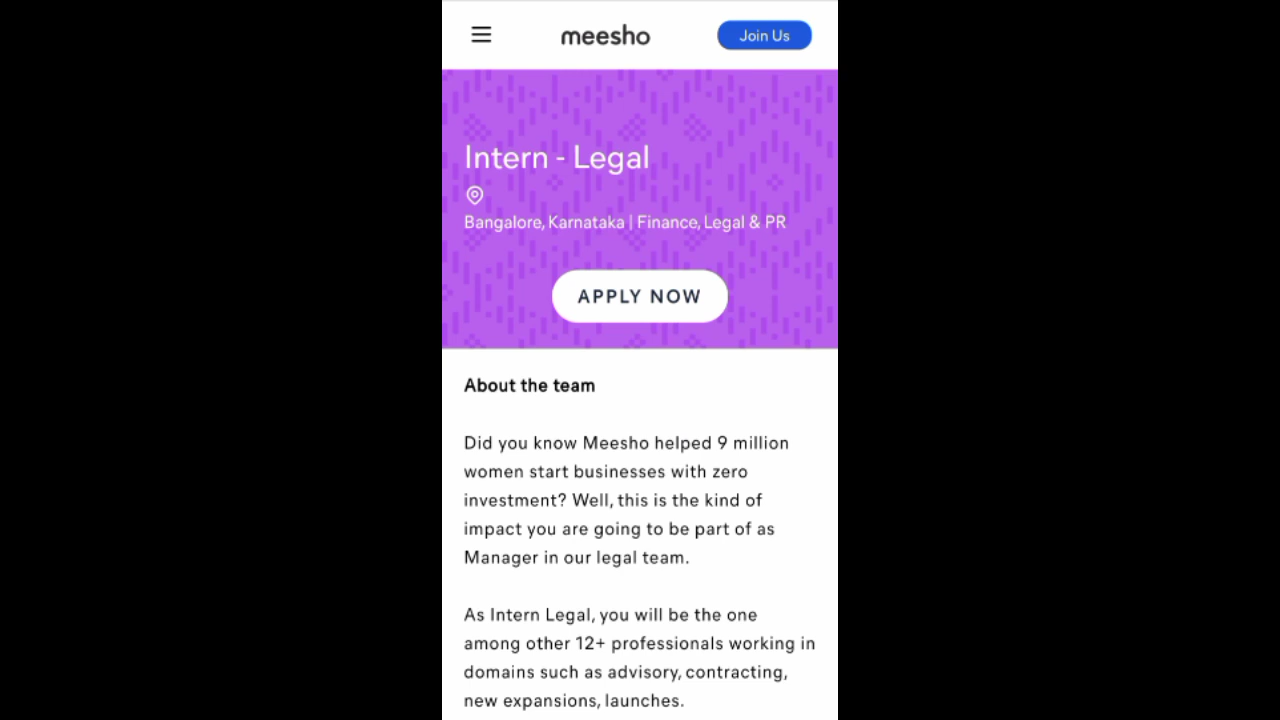 meesho
Join Us
Intern - Legal
Bangalore, Karnataka | Finance, Legal & PR
APPLY NOW
About the team
Did you know Meesho helped 9 million
women start businesses with zero
investment? Well, this is the kind of
impact you are going to be part of as
Manager in our legal team.
As Intern Legal, you will be the one
among other 12+ professionals working in
domains such as advisory, contracting,
new expansions, launches.